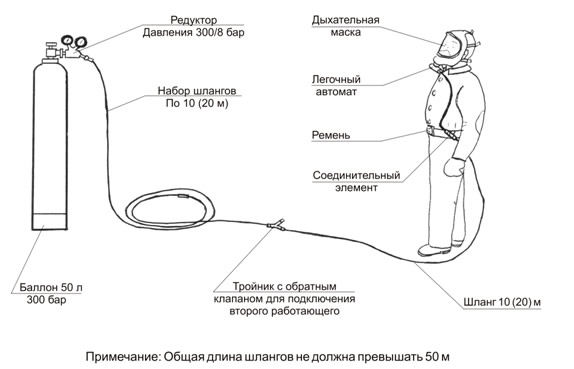 Редуктор
Давления 300/8 бар
Набор шлангов
По 10 (20 м)
Дыхательная
маска
Легочный
автомат
Ремень
Соединительный
элемент
Баллон 50 л
300 бар
Тройник с обратным
клапаном для подключения
второго работающего
Шланг 10 (20) м
Примечание: Общая длина шлангов не должна превышать 50 м